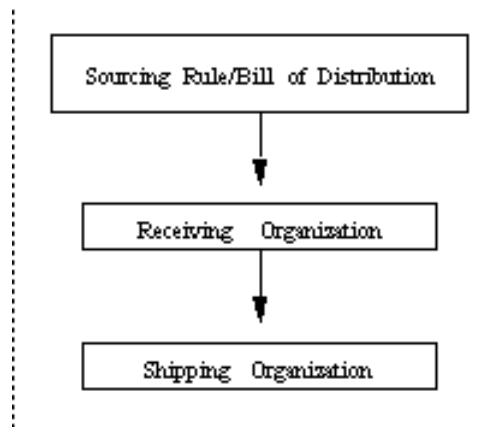 Sourcing Rule/Bill of Distribution
Receiving Organization
Shipping Organization